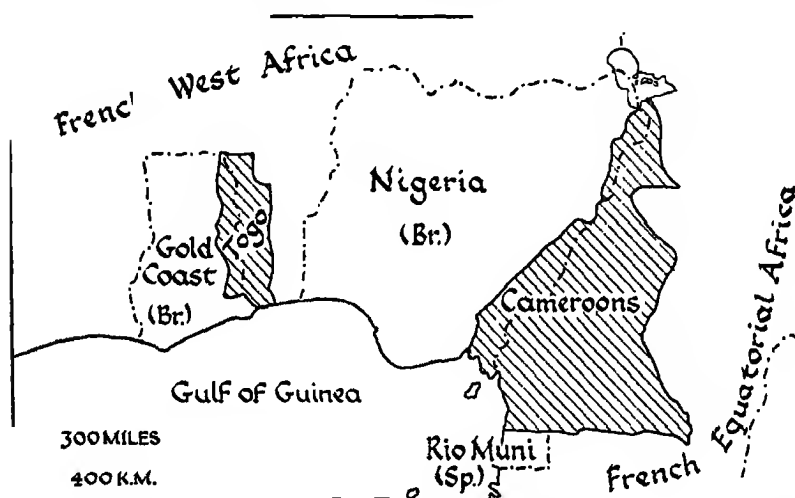 Frenc' West Africa
Nigeria
(Br.)
Togo
Gold
Coast
(Br.)
Cameroons
Equatorial Africa
Gulf of Guinea
300 MILES
400 K.M.
Rio Muni
(Sp.)
French